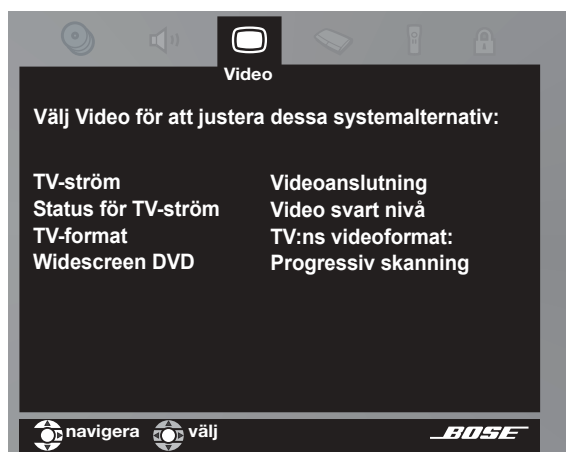 Video
Välj Video för att justera dessa systemalternativ:
TV-ström
Status för TV-ström
TV-format
Widescreen DVD
Videoanslutning
Video svart nivå
TV:ns videoformat:
Progressiv skanning
navigera välj BOSE